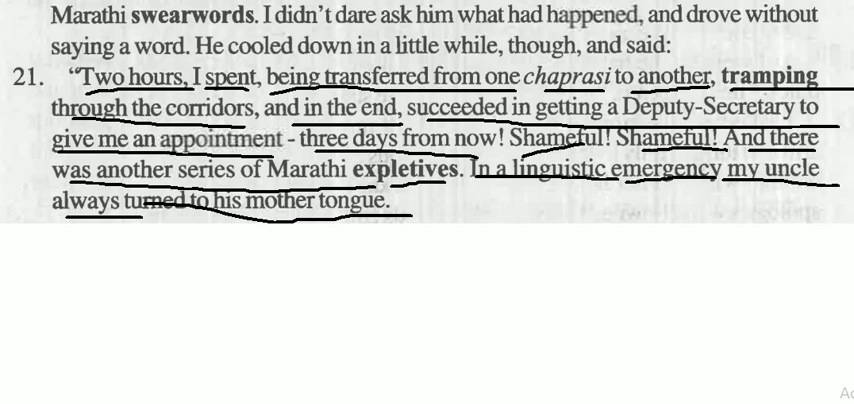 Marathi swearwords. I didn't dare ask him what had happened, and drove without
saying a word. He cooled down in a little while, though, and said:
21. “Two hours, I spent, being transferred from one chaprasi to another, tramping
through the corridors, and in the end, succeeded in getting a Deputy-Secretary to
give me an appointment - three days from now! Shameful! Shameful! And there
was another series of Marathi expletives. In a linguistic emergency my uncle
always turned to his mother tongue.